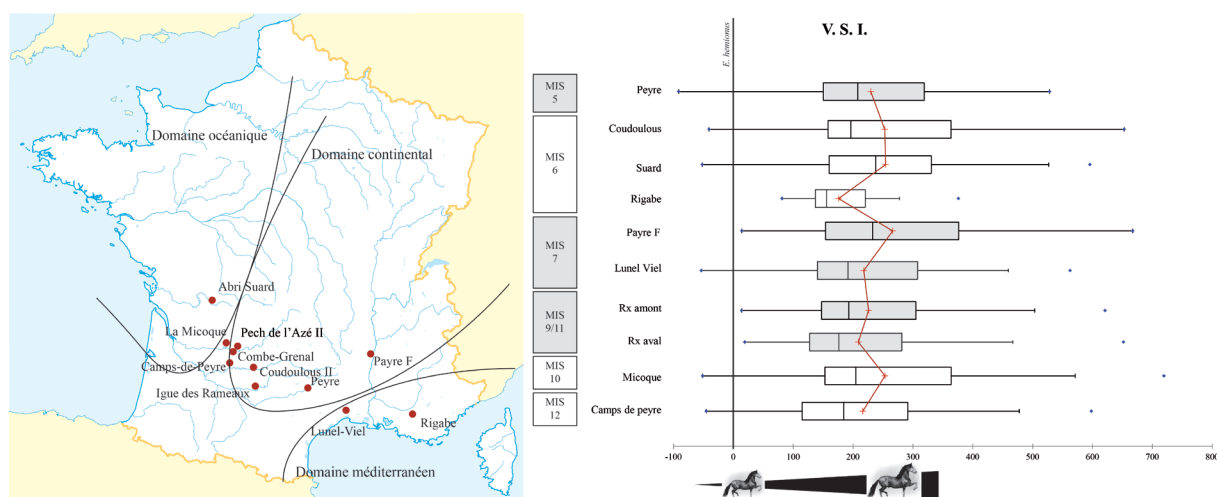 Domaine océanique
Domaine continental
Abri Suard
La Micoque
Pech de l'Azé II
Combe-Grenal
Camps-de-Peyre
Coudoulous II
Payre F
Igue des Rameaux
Peyre
Lunel-Viel
Rigabe
Domaine méditerranéen
MIS
5
MIS
6
MIS
7
MIS
9/11
MIS
10
MIS
12
V. S. I.
E. hemionus
Peyre
Coudoulous
Suard
Rigabe
Payre F
Lunel Viel
Rx amont
Rx aval
Micoque
Camps de peyre
-100 0 100 200 300 400 500 600 700 800